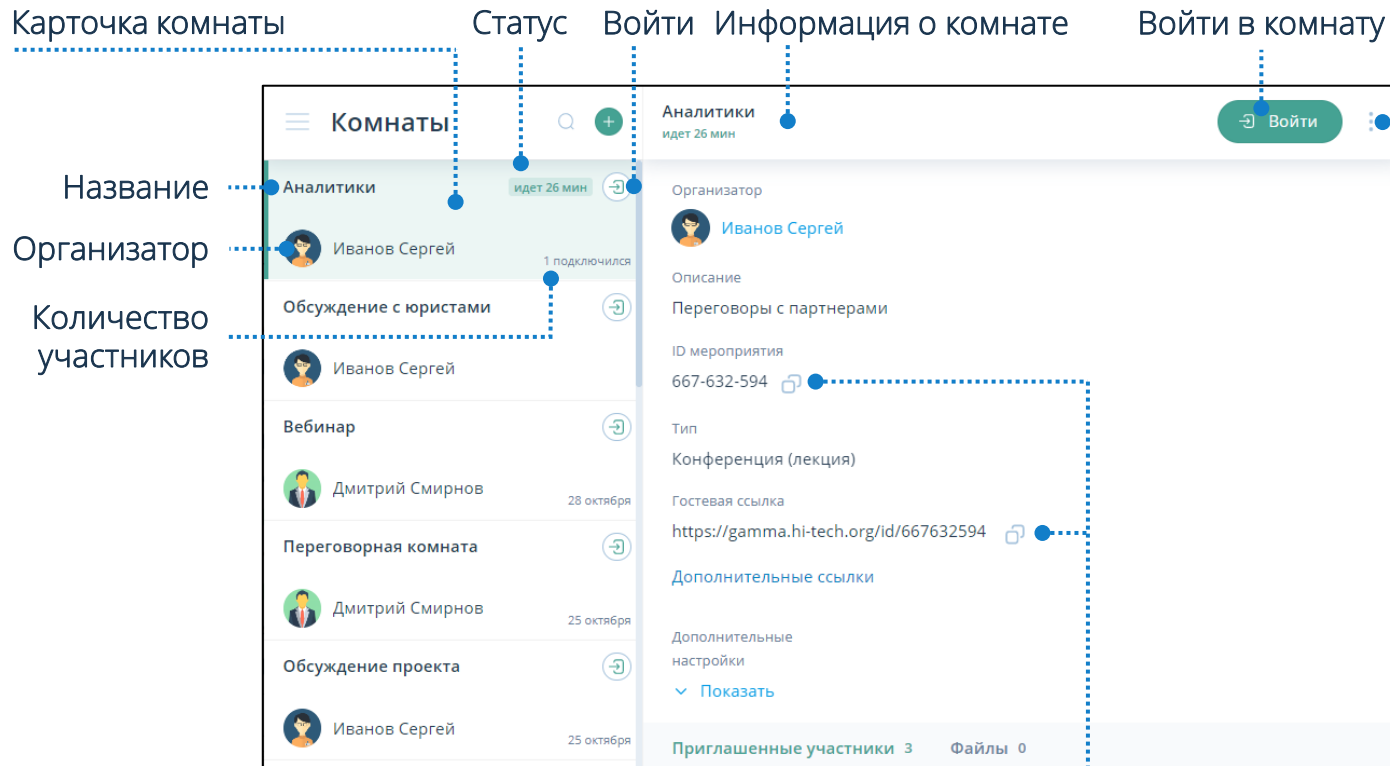 Карточка комнаты
Статус
Войти
Информация о комнате
Войти в комнату
Название
Организатор
Количество
участников
Комнаты
Аналитики
идет 26 мин
Иванов Сергей
1 подключился
Обсуждение с юристами
Иванов Сергей
Вебинар
Дмитрий Смирнов
28 октября
Переговорная комната
Дмитрий Смирнов
25 октября
Обсуждение проекта
Иванов Сергей
25 октября
Аналитики
идет 26 мин
Войти
Организатор
Иванов Сергей
Описание
Переговоры с партнерами
ID мероприятия
667-632-594
Тип
Конференция (лекция)
Гостевая ссылка
https://gamma.hi-tech.org/id/667632594
Дополнительные ссылки
Дополнительные
настройки
Показать
Приглашенные участники 3
Файлы 0